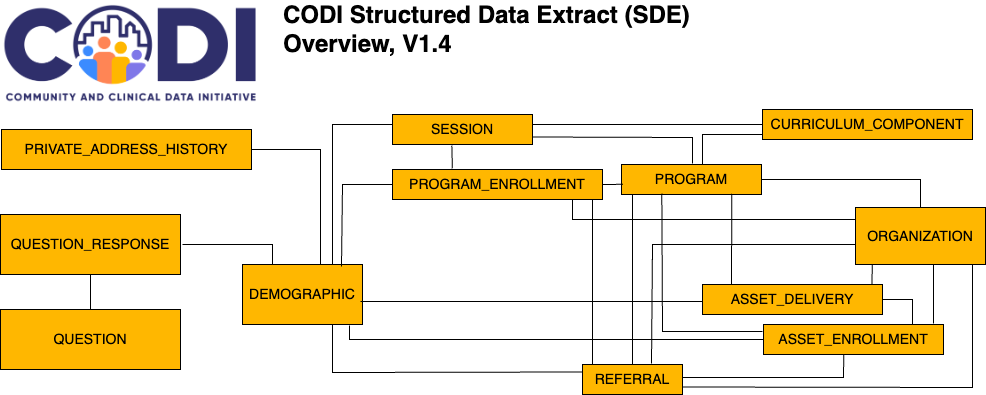 CODI
COMMUNITY AND CLINICAL DATA INITIATIVE
CODI Structured Data Extract (SDE)
Overview, V1.4
SESSION
CURRICULUM_COMPONENT
PRIVATE_ADDRESS_HISTORY
PROGRAM_ENROLLMENT
PROGRAM
QUESTION_RESPONSE
ORGANIZATION
DEMOGRAPHIC
ASSET_DELIVERY
QUESTION
ASSET_ENROLLMENT
REFERRAL